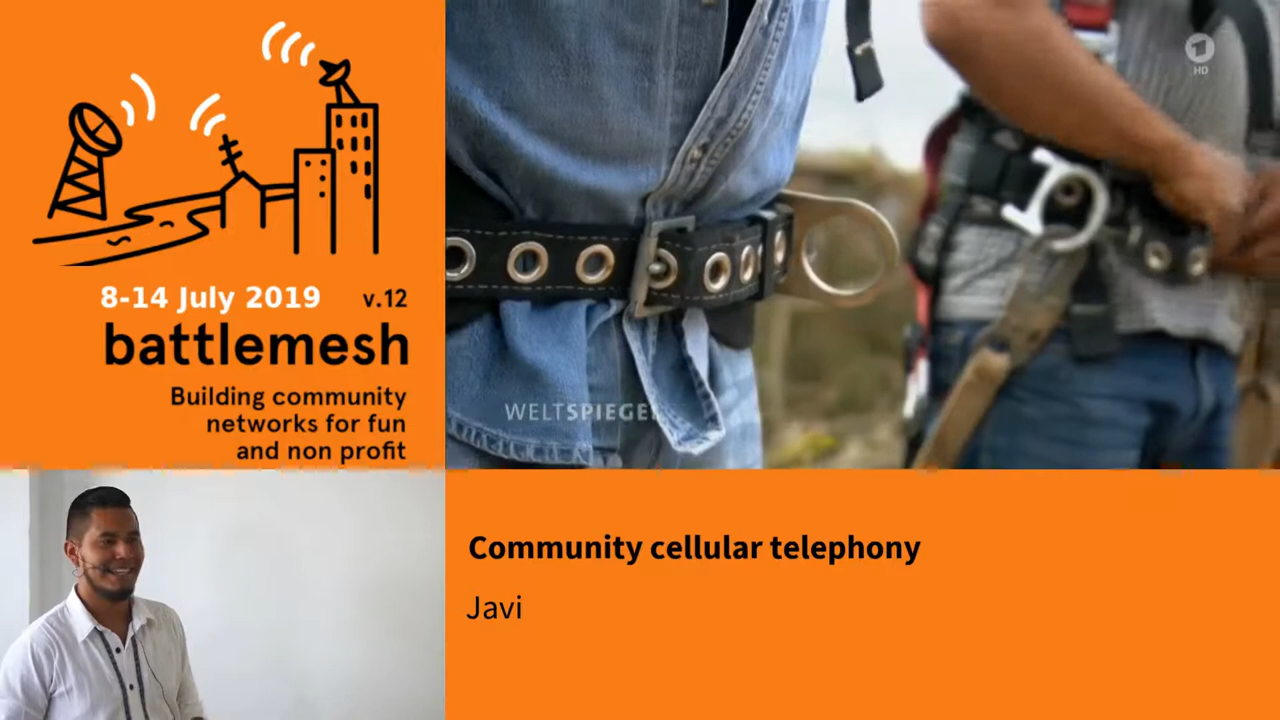 8-14 July 2019 v.12
battlemesh
Building community
networks for fun
and non profit
1
HD
WELTSPIEGEL
Community cellular telephony
Javi